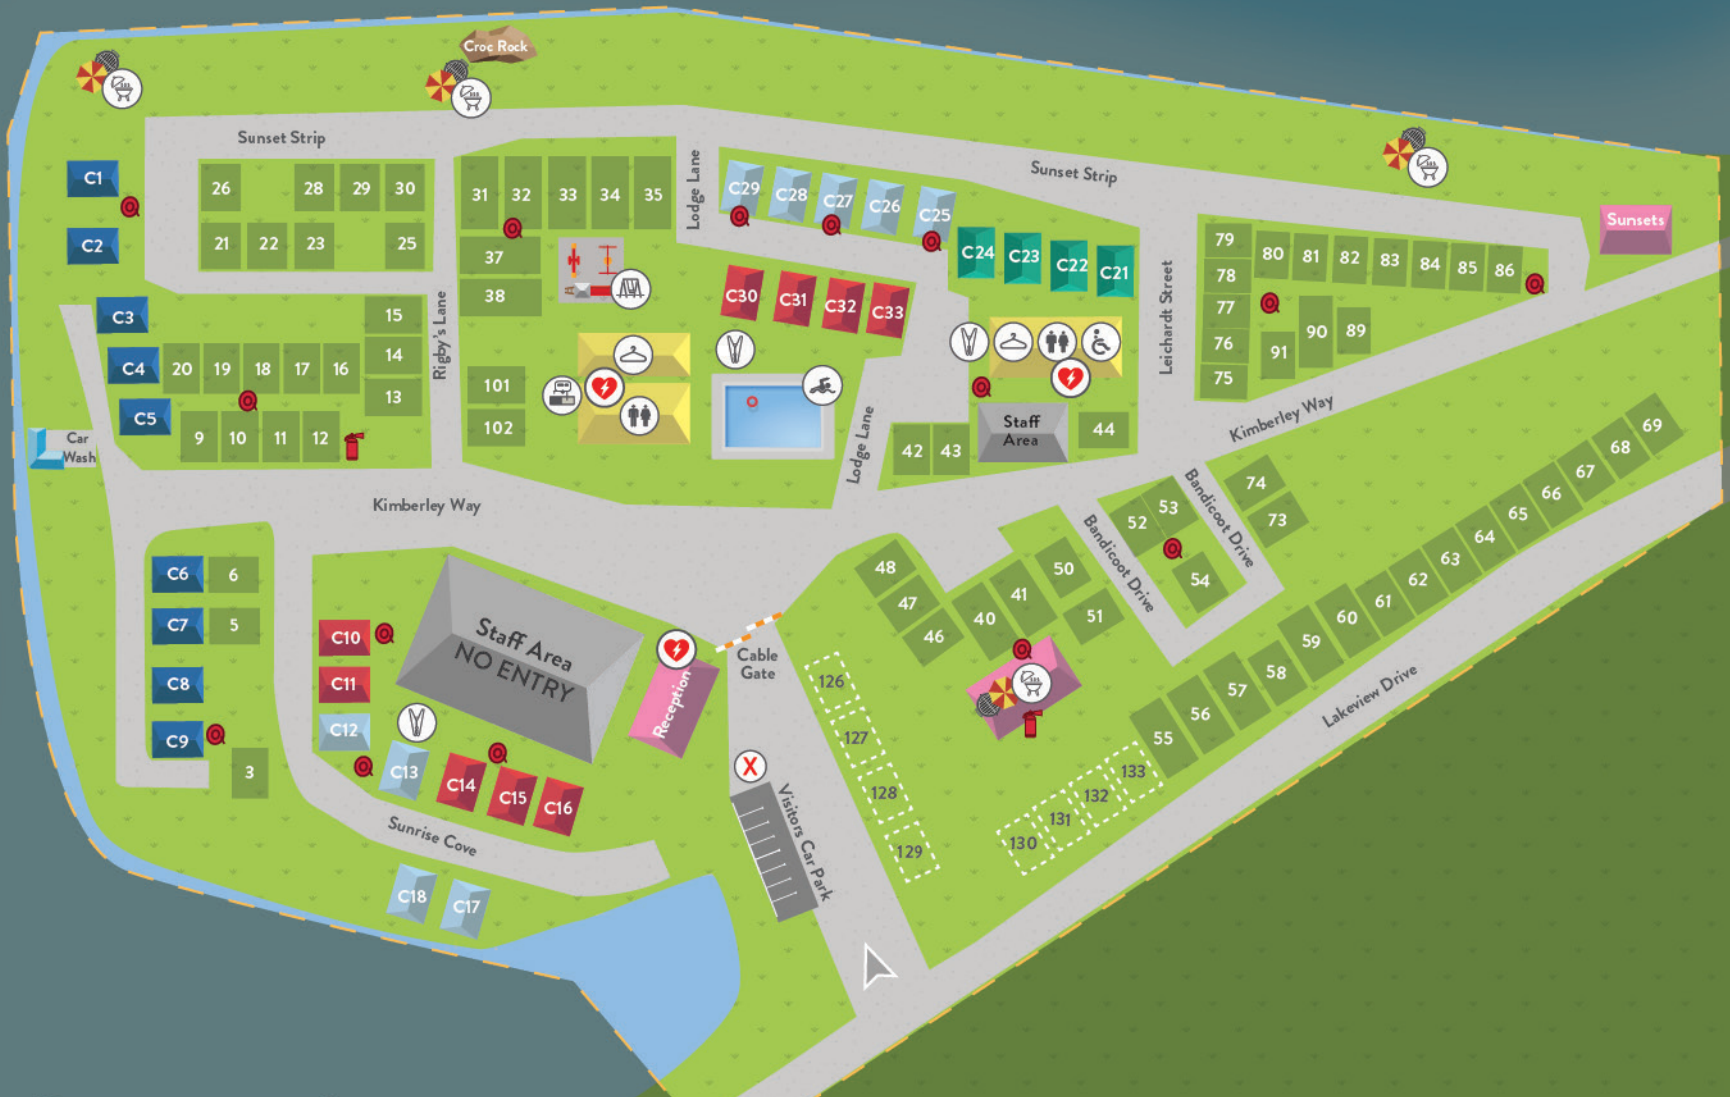 Croc Rock
Sunset Strip
Sunset Strip
Sunsets
C1
C2
26
28
29
30
21
22
23
25
31
32
33
34
35
Lodge Lane
C29
C28
C27
C26
C25
C24
C23
C22
C21
Leichardt Street
79
78
77
76
75
80
81
82
83
84
85
86
91
90
89
37
38
C30
C31
C32
C33
C3
C4
C5
20
19
18
17
16
15
14
13
9
10
11
12
Rigby's Lane
101
102
Car
Wash
Lodge Lane
42
43
Staff
Area
44
Kimberley Way
Kimberley Way
74
73
Bandicoot Drive
52
53
54
Bandicoot Drive
69
68
67
66
65
64
63
62
61
60
59
58
57
56
55
C6
6
C7
5
C8
C9
3
C10
C11
C12
C13
C14
C15
C16
Staff Area
NO ENTRY
Reception
Cable
Gate
48
47
46
40
41
50
51
126
127
128
129
130
131
132
133
X
Visitors Car Park
Lakeview Drive
Sunrise Cove
C18
C17